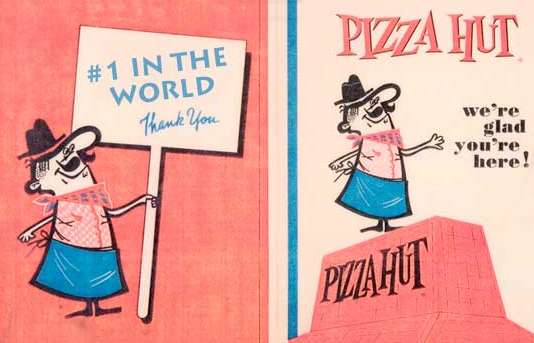 #1 IN THE
WORLD
Thank You
PIZZA HUT
we're
glad
you're
here!
PIZZA HUT